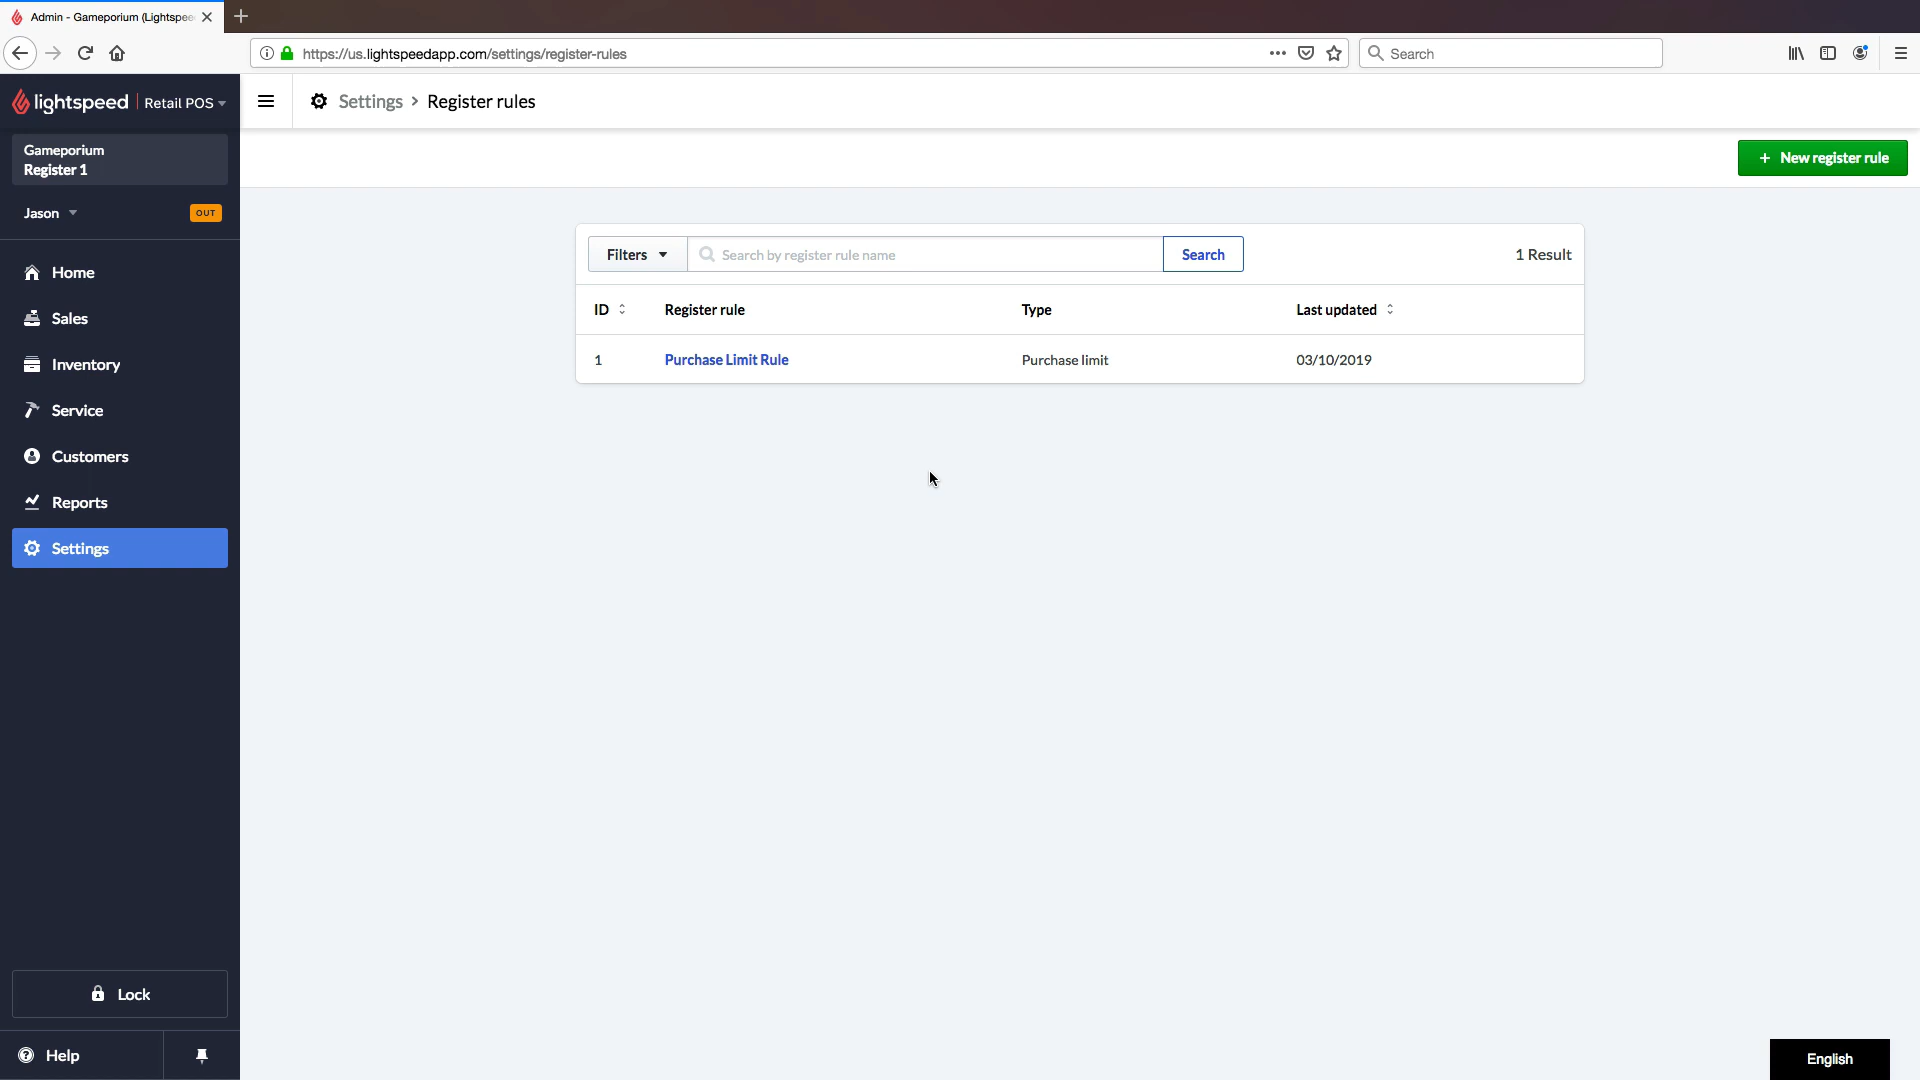 Admin - Gameporium (Lightspee
https://us.lightspeedapp.com/settings/register-rules
Search
lightspeed
Retail POS
Settings > Register rules
Gameporium
Register 1
+ New register rule
Jason
OUT
Filters
Search by register rule name
Search
1 Result
Home
ID
Register rule
Type
Last updated
Sales
1
Purchase Limit Rule
Purchase limit
03/10/2019
Inventory
Service
Customers
Reports
Settings
Lock
Help
English